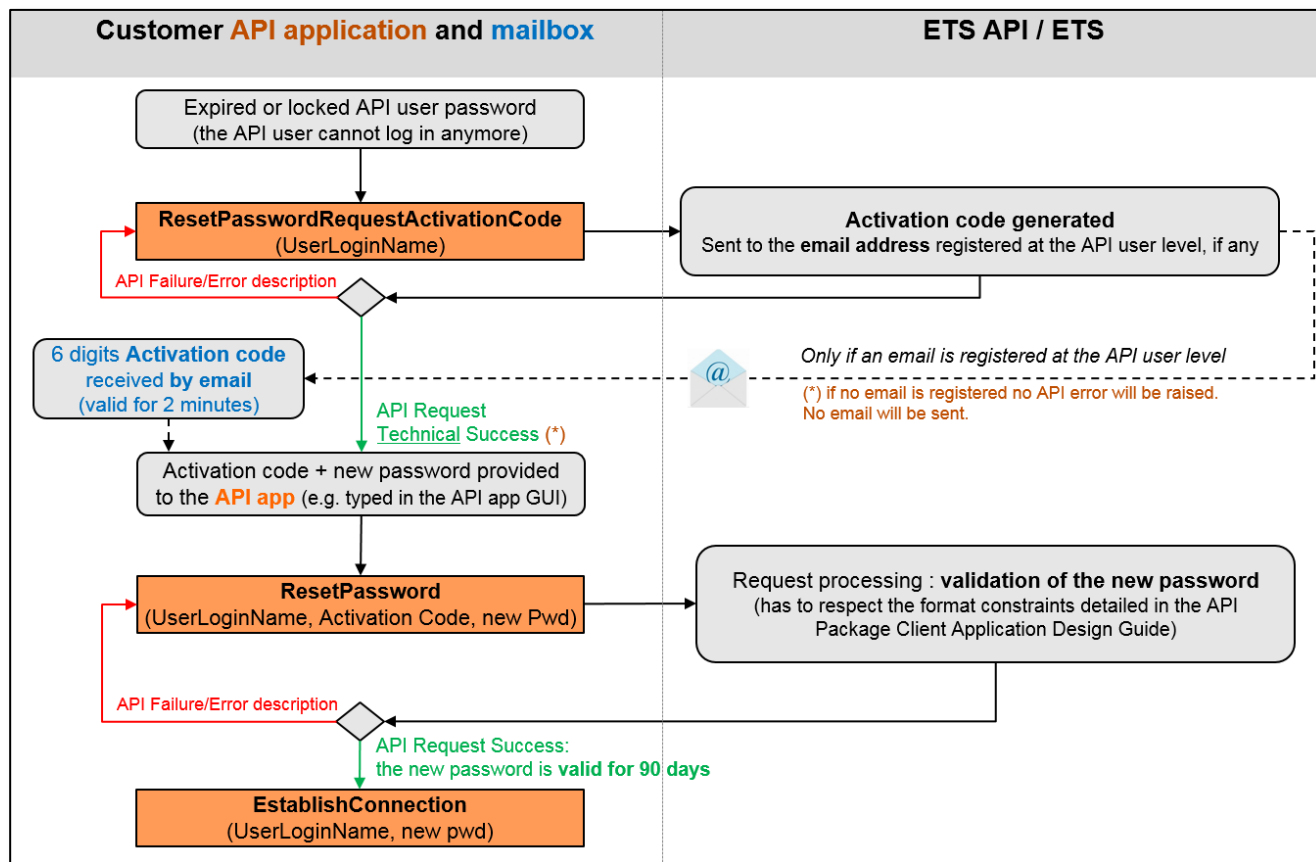 Customer API application and mailbox
ETS API / ETS
Expired or locked API user password
(the API user cannot log in anymore)
ResetPasswordRequestActivationCode
(UserLoginName)
Activation code generated
Sent to the email address registered at the API user level, if any
API Failure/Error description
6 digits Activation code
received by email
(valid for 2 minutes)
@
Only if an email is registered at the API user level
(*) if no email is registered no API error will be raised.
No email will be sent.
API Request
Technical Success (*)
Activation code + new password provided
to the API app (e.g. typed in the API app GUI)
ResetPassword
(UserLoginName, Activation Code, new Pwd)
Request processing : validation of the new password
(has to respect the format constraints detailed in the API
Package Client Application Design Guide)
API Failure/Error description
API Request Success:
the new password is valid for 90 days
EstablishConnection
(UserLoginName, new pwd)